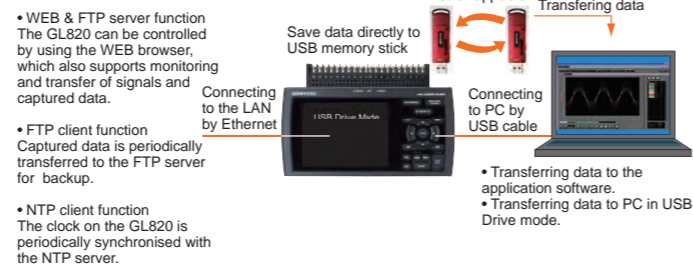 • WEB & FTP server function
The GL820 can be controlled
by using the WEB browser,
which also supports monitoring
and transfer of signals and
captured data.
• FTP client function
Captured data is periodically
transferred to the FTP server
for backup.
• NTP client function
The clock on the GL820 is
periodically synchronised with
the NTP server.
Save data directly to
USB memory stick
Transfering data
Connecting
to the LAN
by Ethernet
USB Drive Mode
Connecting
to PC by
USB cable
• Transferring data to the
application software.
• Transferring data to PC in USB
Drive mode.